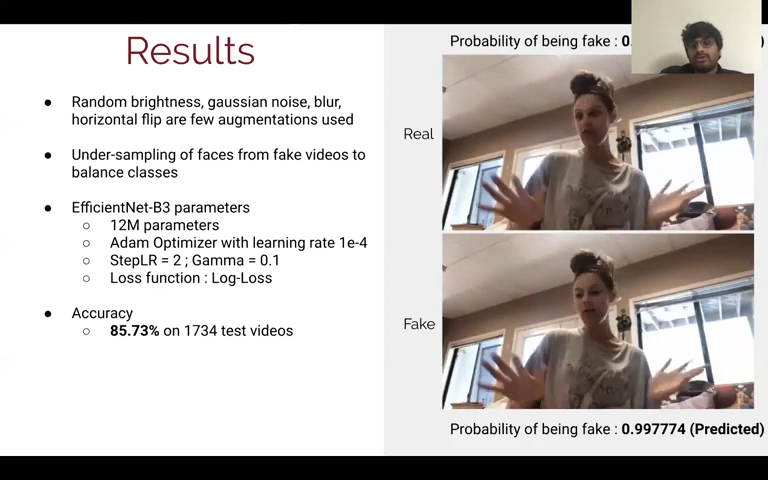 Results
● Random brightness, gaussian noise, blur,
horizontal flip are few augmentations used
● Under-sampling of faces from fake videos to
balance classes
● EfficientNet-B3 parameters
○ 12M parameters
○ Adam Optimizer with learning rate 1e-4
○ StepLR = 2 ; Gamma = 0.1
○ Loss function : Log-Loss
● Accuracy
○ 85.73% on 1734 test videos
Probability of being fake : 0.
Real
Fake
Probability of being fake : 0.997774 (Predicted)